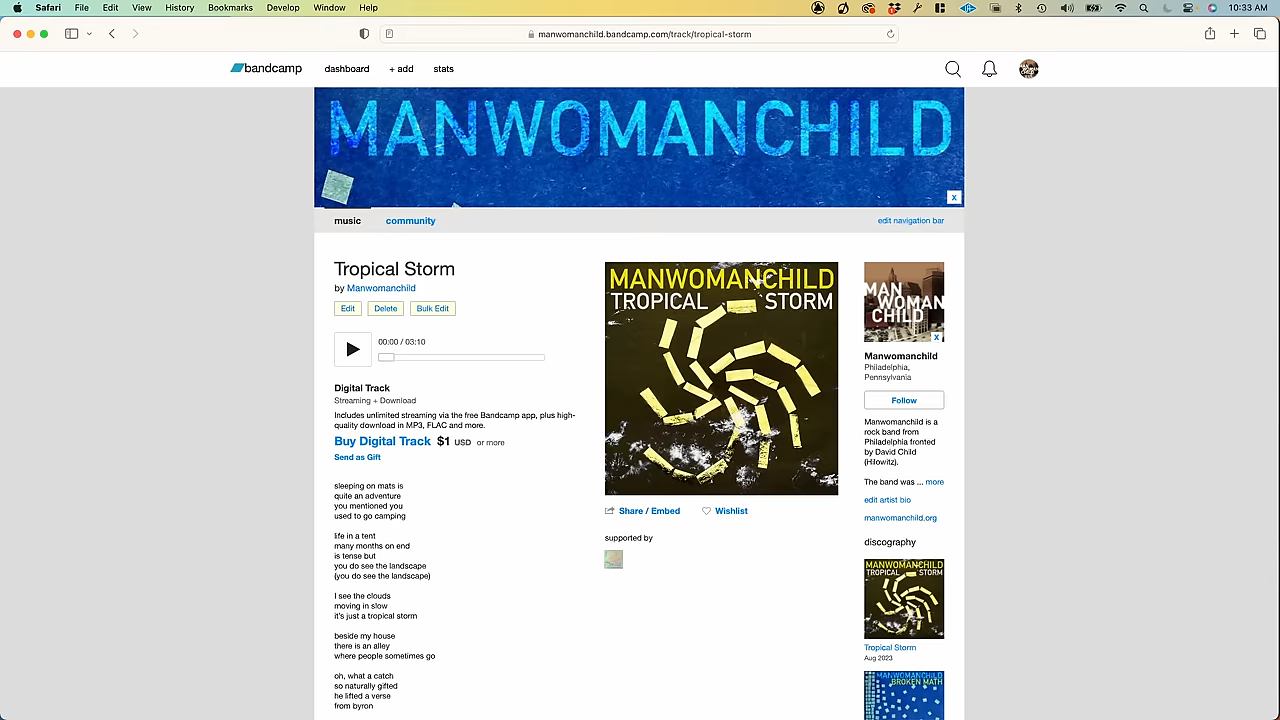 Safari File Edit View History Bookmarks Develop Window Help 10:33 AM
manwomanchild.bandcamp.com/track/tropical-storm
bandcamp dashboard + add stats
MANWOMANCHILD
x
music community edit navigation bar
Tropical Storm
by Manwomanchild
Edit Delete Bulk Edit
00:00 / 03:10
Digital Track
Streaming + Download
Includes unlimited streaming via the free Bandcamp app, plus high-
quality download in MP3, FLAC and more.
Buy Digital Track $1 USD or more
Send as Gift
sleeping on mats is
quite an adventure
you mentioned you
used to go camping
life in a tent
many months on end
is tense but
you do see the landscape
(you do see the landscape)
I see the clouds
moving in slow
it's just a tropical storm
beside my house
there is an alley
where people sometimes go
oh, what a catch
so naturally gifted
he lifted a verse
from byron
MANWOMANCHILD
TROPICAL STORM
Share / Embed Wishlist
supported by
MAN
WOMAN
CHILD
x
Manwomanchild
Philadelphia,
Pennsylvania
Follow
Manwomanchild is a
rock band from
Philadelphia fronted
by David Child
(Hilowitz).
The band was ... more
edit artist bio
manwomanchild.org
discography
MANWOMANCHILD
TROPICAL STORM
Tropical Storm
Aug 2023
MANWOMANCHILD
BROKEN MATH